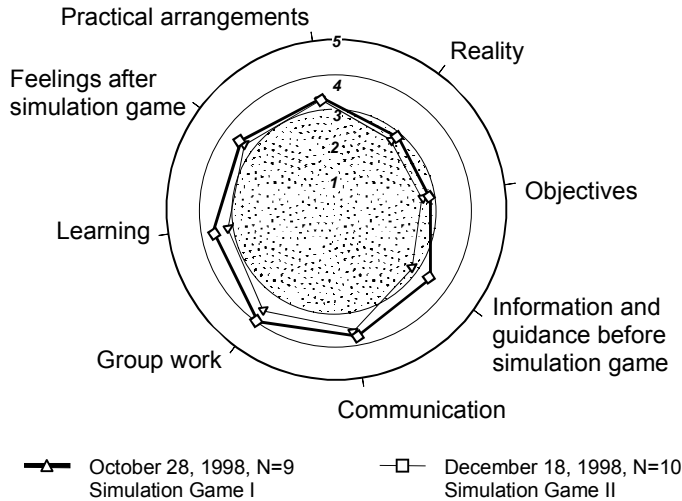 Practical arrangements
5
Reality
4
Feelings after
simulation game
3
2
1
Objectives
Learning
Information and
guidance before
simulation game
Group work
Communication
October 28, 1998, N=9
Simulation Game I
December 18, 1998, N=10
Simulation Game II